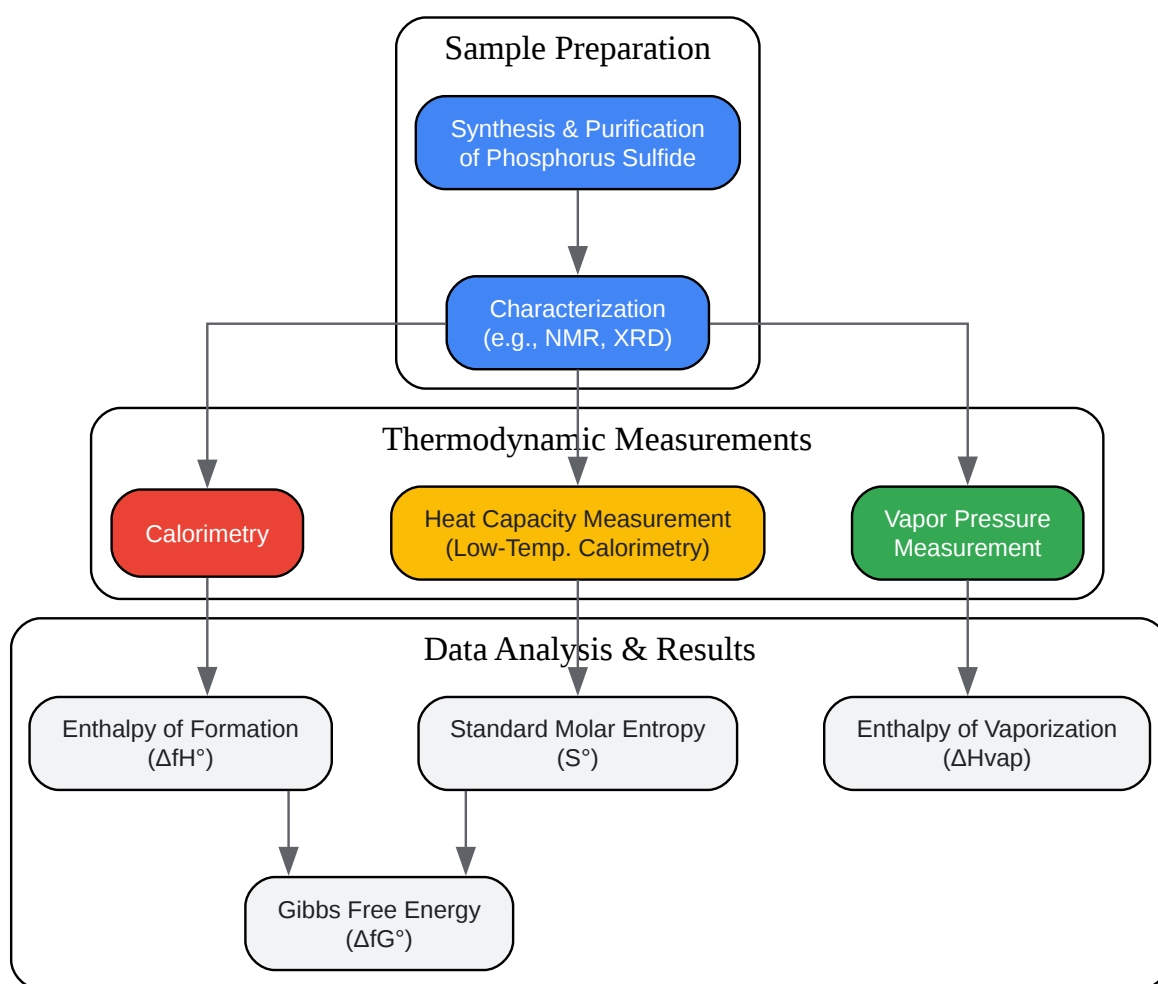 Sample Preparation
Synthesis & Purification
of Phosphorus Sulfide
Characterization
(e.g., NMR, XRD)
Thermodynamic Measurements
Calorimetry
Heat Capacity Measurement
(Low-Temp. Calorimetry)
Vapor Pressure
Measurement
Data Analysis & Results
Enthalpy of Formation
(ΔfH°)
Standard Molar Entropy
(S°)
Enthalpy of Vaporization
(ΔHvap)
Gibbs Free Energy
(ΔfG°)